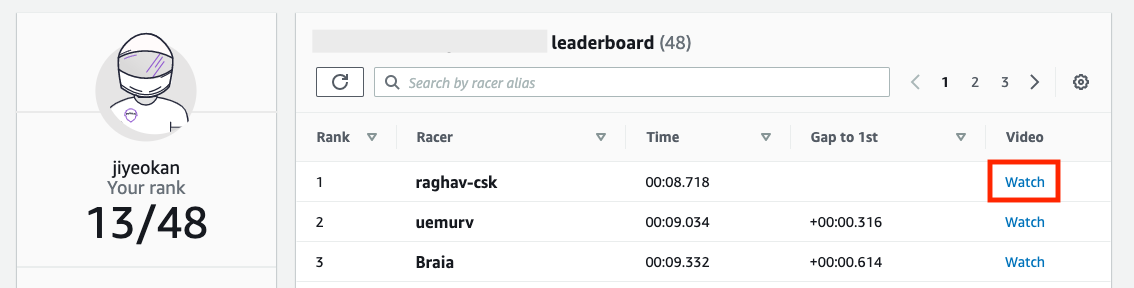 jiyeokan
Your rank
13/48
leaderboard (48)
Search by racer alias
1 2 3
Rank Racer Time Gap to 1st Video
1 raghav-csk 00:08.718 Watch
2 uemurv 00:09.034 +00:00.316 Watch
3 Braia 00:09.332 +00:00.614 Watch